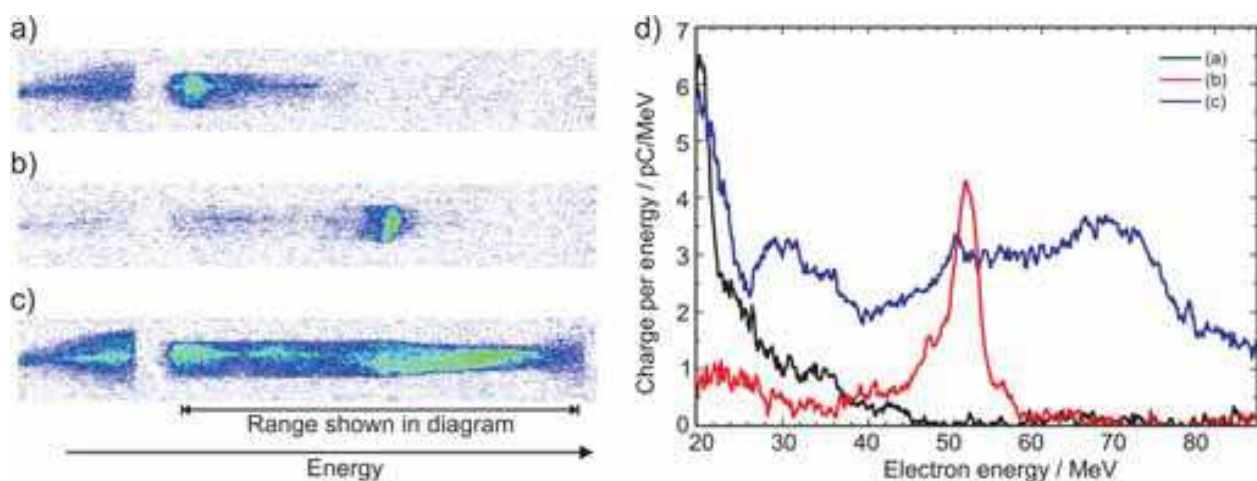 a)
b)
c)
Range shown in diagram
Energy
d)
7
6
5
4
3
2
1
0
20 30 40 50 60 70 80
Charge per energy / pC/MeV
Electron energy / MeV
(a)
(b)
(c)